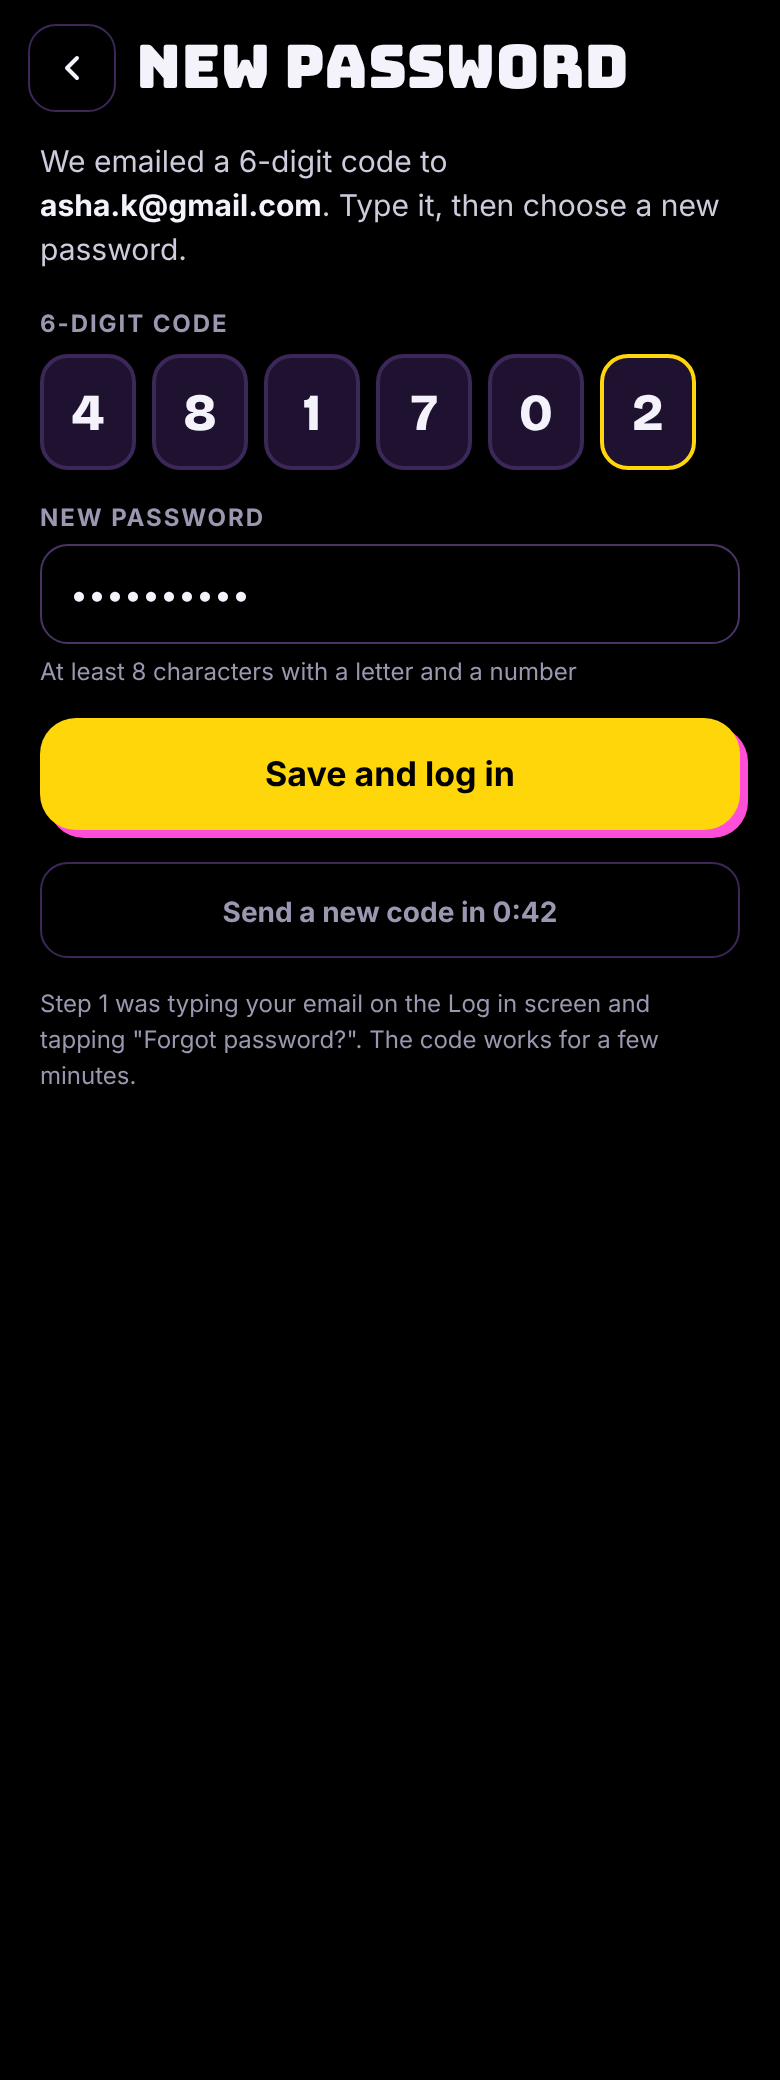 NEW PASSWORD
We emailed a 6-digit code to
asha.k@gmail.com. Type it, then choose a new
password.
6-DIGIT CODE
4 8 1 7 0 2
NEW PASSWORD
••••••••••
At least 8 characters with a letter and a number
Save and log in
Send a new code in 0:42
Step 1 was typing your email on the Log in screen and
tapping "Forgot password?". The code works for a few
minutes.